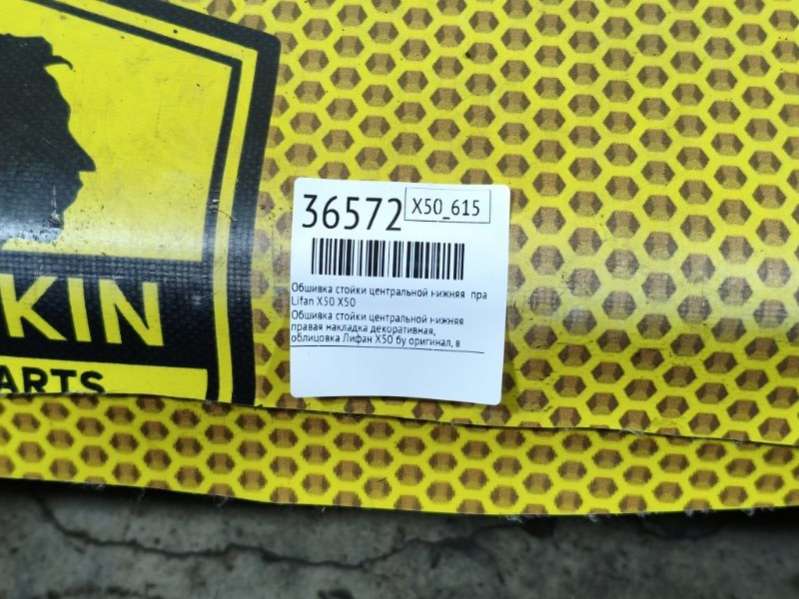 36572
X50_615
Обшивка стойки центральной нижняя пра
Lifan X50 X50
Обшивка стойки центральной нижняя
правая накладка декоративная,
облицовка Лифан Х50 бу оригинал, в
KIN
ARTS